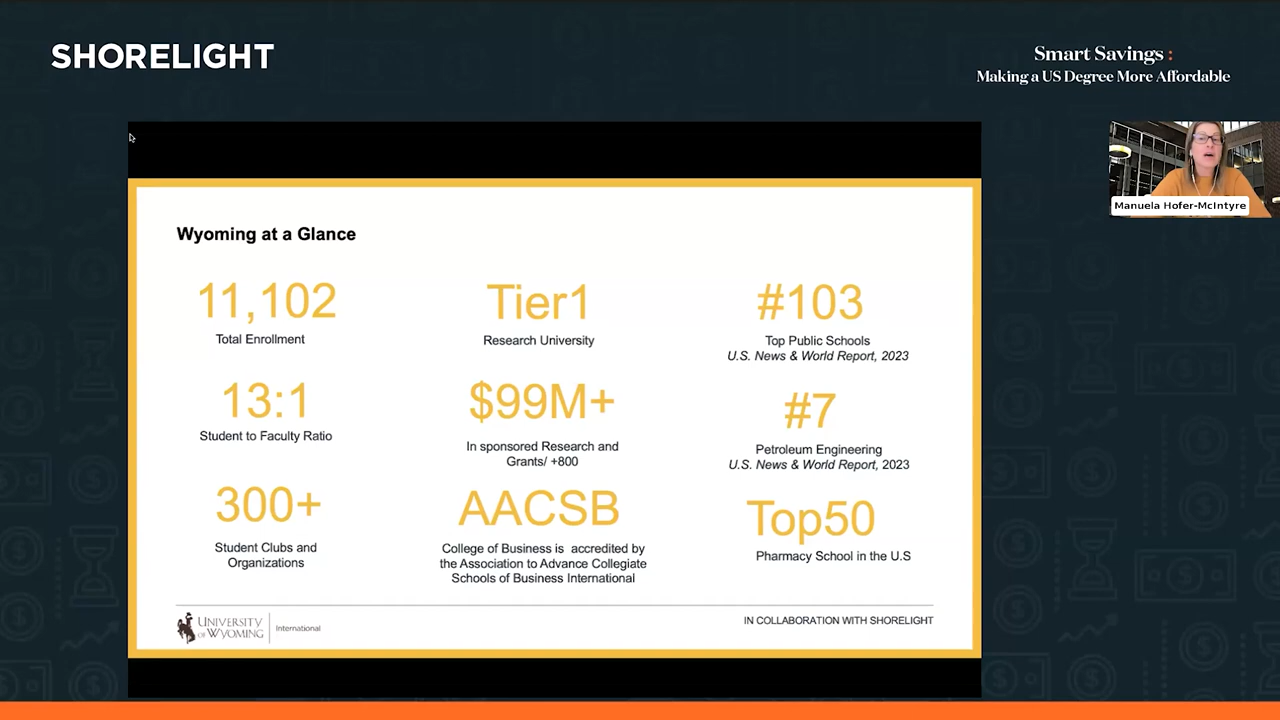 SHORELIGHT
Smart Savings :
Making a US Degree More Affordable
Manuela Hofer-McIntyre
Wyoming at a Glance
11,102
Total Enrollment
13:1
Student to Faculty Ratio
300+
Student Clubs and
Organizations
Tier1
Research University
$99M+
In sponsored Research and
Grants/ +800
AACSB
College of Business is  accredited by
the Association to Advance Collegiate
Schools of Business International
#103
Top Public Schools
U.S. News & World Report, 2023
#7
Petroleum Engineering
U.S. News & World Report, 2023
Top50
Pharmacy School in the U.S
UNIVERSITY
OF WYOMING
International
IN COLLABORATION WITH SHORELIGHT